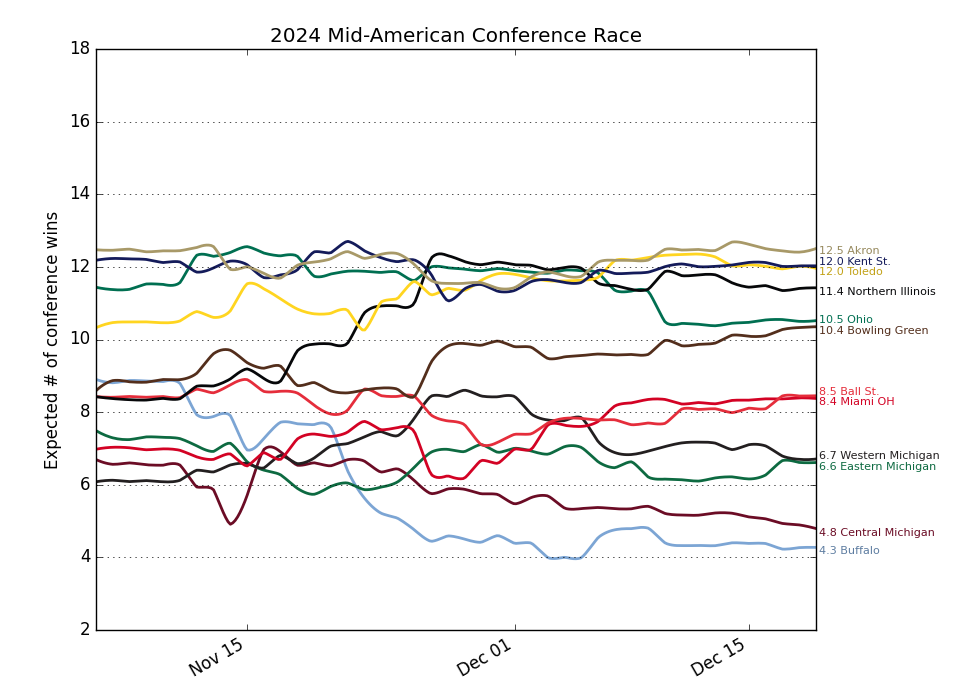 2024 Mid-American Conference Race
Expected # of conference wins
18
16
14
12
10
8
6
4
2
12.5 Akron
12.0 Kent St.
12.0 Toledo
11.4 Northern Illinois
10.5 Ohio
10.4 Bowling Green
8.5 Ball St.
8.4 Miami OH
6.7 Western Michigan
6.6 Eastern Michigan
4.8 Central Michigan
4.3 Buffalo
Nov 15
Dec 01
Dec 15